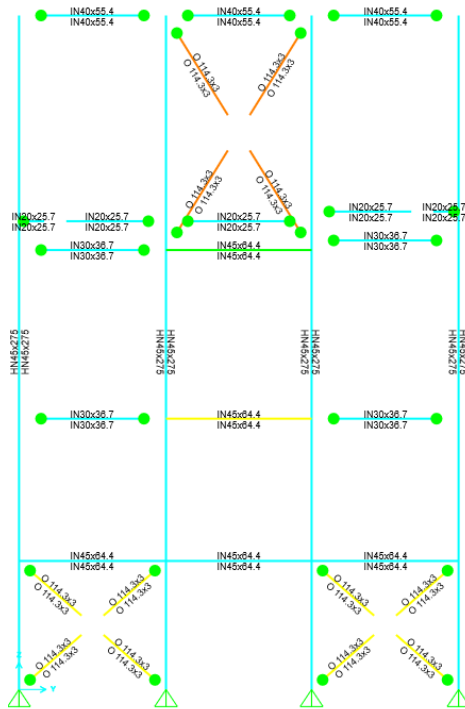 IN40x55.4 IN40x55.4 IN40x55.4
IN40x55.4 IN40x55.4 IN40x55.4
O 114.3x3 O 114.3x3
O 114.3x3 O 114.3x3
O 114.3x3 O 114.3x3
O 114.3x3 O 114.3x3
IN20x25.7 IN20x25.7
IN20x25.7 IN20x25.7
IN20x25.7 IN20x25.7 IN20x25.7
IN20x25.7 IN20x25.7 IN20x25.7
IN30x36.7
IN30x36.7
IN30x36.7 IN45x64.4
IN30x36.7 IN45x64.4
HN45x275 HN45x275 HN45x275 HN45x275
HN45x275 HN45x275 HN45x275 HN45x275
IN30x36.7 IN45x64.4 IN30x36.7
IN30x36.7 IN45x64.4 IN30x36.7
IN45x64.4 IN45x64.4 IN45x64.4
IN45x64.4 IN45x64.4 IN45x64.4
O 114.3x3 O 114.3x3 O 114.3x3 O 114.3x3
O 114.3x3 O 114.3x3 O 114.3x3 O 114.3x3
O 114.3x3 O 114.3x3 O 114.3x3 O 114.3x3
O 114.3x3 O 114.3x3 O 114.3x3 O 114.3x3
Z
Y